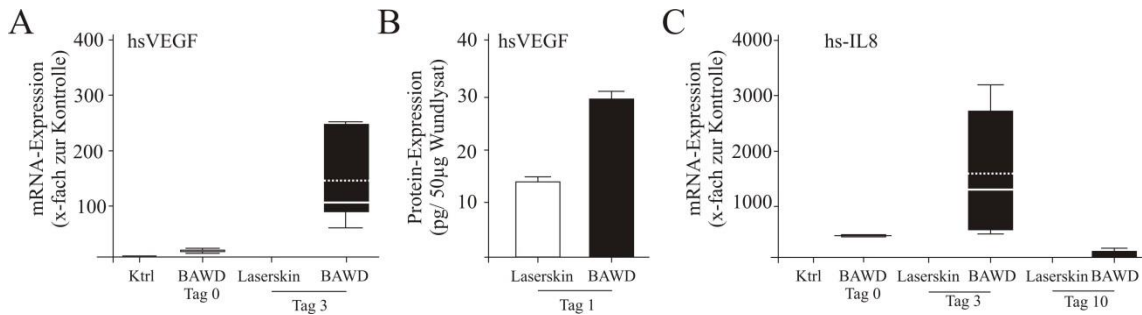 A
hsVEGF
mRNA-Expression
(x-fach zur Kontrolle)
400
300
200
100
Ktrl
BAWD
Laserskin
BAWD
Tag 0
Tag 3
B
hsVEGF
Protein-Expression
(pg/ 50µg Wundlysat)
40
30
20
10
Laserskin
BAWD
Tag 1
C
hs-IL8
mRNA-Expression
(x-fach zur Kontrolle)
4000
3000
2000
1000
Ktrl
BAWD
Laserskin
BAWD
Laserskin
BAWD
Tag 0
Tag 3
Tag 10